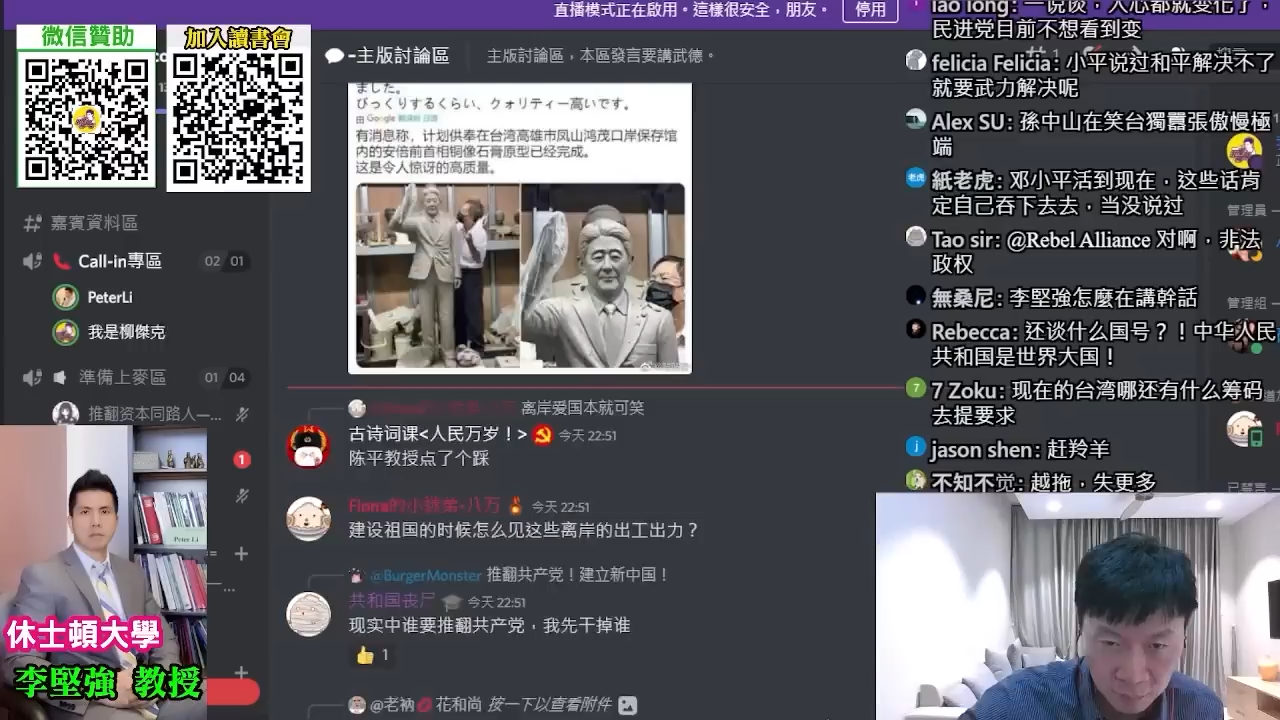 直播模式正在啟用。這樣很安全，朋友。
停用
微信贊助
加入讀書會
-主版討論區
主版討論區，本區發言要講武德。
ました。
びっくりするくらい、クォリティー高いです。
由 Google
有消息称，计划供奉在台湾高雄市凤山鸿茂口岸保存馆
内的安倍前首相铜像石膏原型已经完成。
这是令人惊讶的高质量。
嘉賓資料區
Call-in專區
02 01
PeterLi
我是柳傑克
準備上麥區
01 04
推翻资本同路人—...
1
Peter Li
休士頓大學
李堅強 教授
离岸爱国本就可笑
古诗词课<人民万岁！> 今天 22:51
陈平教授点了个踩
今天 22:51
建设祖国的时候怎么见这些离岸的出工出力？
@BurgerMonster 推翻共产党！建立新中国！
共和国丧尸 今天 22:51
现实中谁要推翻共产党，我先干掉谁
1
@老衲 花和尚 按一下以查看附件
iao long: 一说谈，人心都就变化了，
民进党目前不想看到变
felicia Felicia: 小平说过和平解决不了
就要武力解决呢
Alex SU: 孫中山在笑台獨囂張傲慢極
端
紙老虎: 邓小平活到现在，这些话肯
定自己吞下去去，当没说过
Tao sir: @Rebel Alliance 对啊，非法
政权
無桑尼: 李堅強怎麼在講幹話
Rebecca: 还谈什么国号？！中华人民
共和国是世界大国！
7 Zoku: 现在的台湾哪还有什么筹码
去提要求
jason shen: 赶羚羊
不知不觉: 越拖，失更多
管理員
管理組